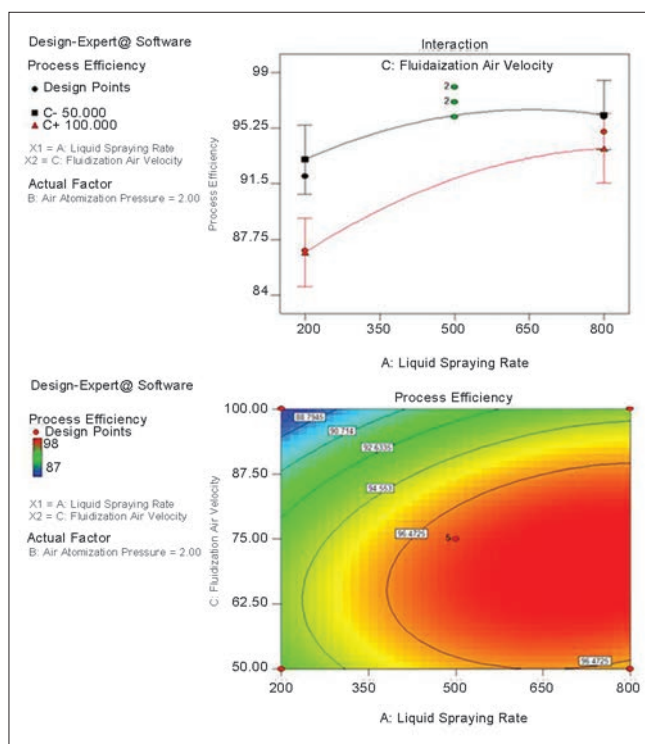 Design-Expert@ Software
Process Efficiency
Design Points
C- 50.000
C+ 100.000
X1 = A: Liquid Spraying Rate
X2 = C: Fluidization Air Velocity
Actual Factor
B: Air Atomization Pressure = 2.00
Interaction
C: Fluidaization Air Velocity
Process Efficiency
99
95.25
91.5
87.75
84
2
2
200
350
500
650
800
A: Liquid Spraying Rate
Design-Expert@ Software
Process Efficiency
Design Points
98
87
X1 = A: Liquid Spraying Rate
X2 = C: Fluidization Air Velocity
Actual Factor
B: Air Atomization Pressure = 2.00
Process Efficiency
C: Fluidization Air Velocity
100.00
87.50
75.00
62.50
50.00
88.7945
90.714
92.6335
94.553
96.4725
5
96.4725
200
350
500
650
800
A: Liquid Spraying Rate